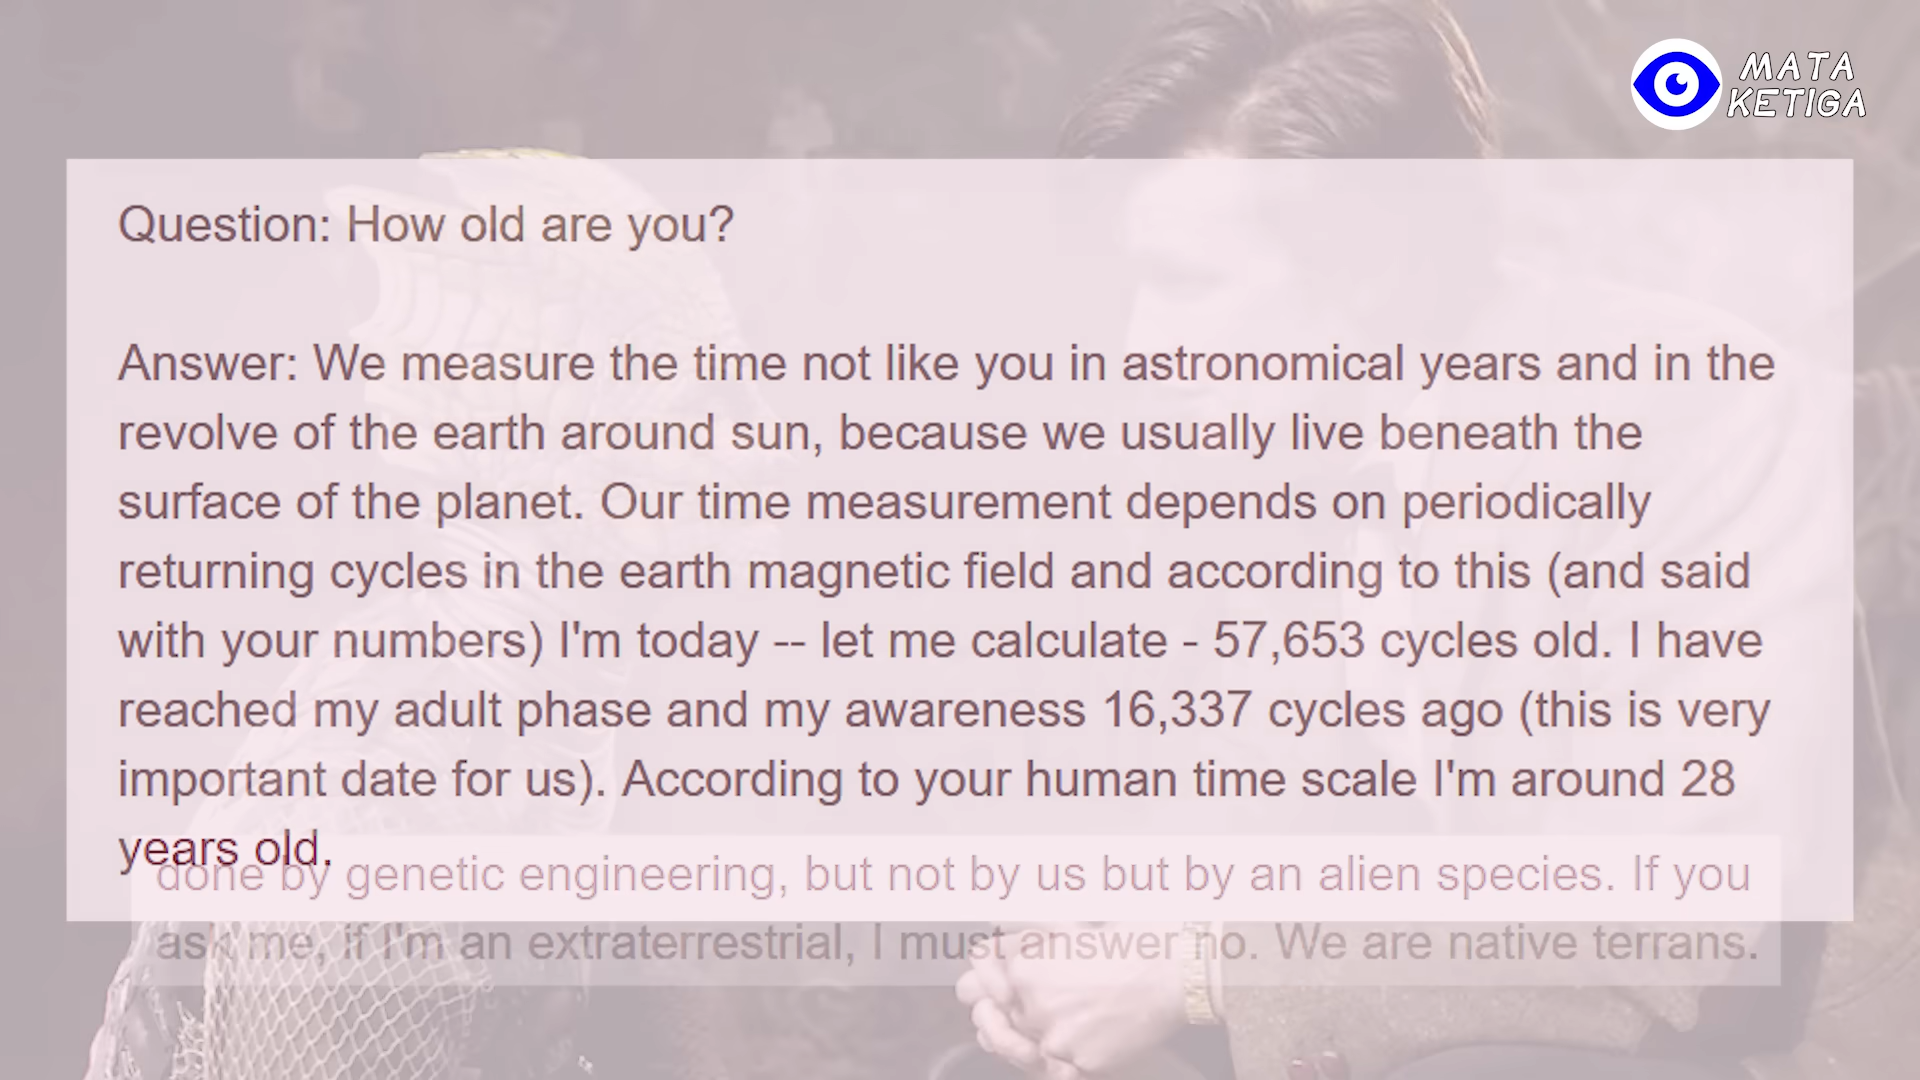 MATA
KETIGA
Question: How old are you?
Answer: We measure the time not like you in astronomical years and in the
revolve of the earth around sun, because we usually live beneath the
surface of the planet. Our time measurement depends on periodically
returning cycles in the earth magnetic field and according to this (and said
with your numbers) I'm today -- let me calculate - 57,653 cycles old. I have
reached my adult phase and my awareness 16,337 cycles ago (this is very
important date for us). According to your human time scale I'm around 28
years old.
done by genetic engineering, but not by us but by an alien species. If you
ask me, if I'm an extraterrestrial, I must answer no. We are native terrans.